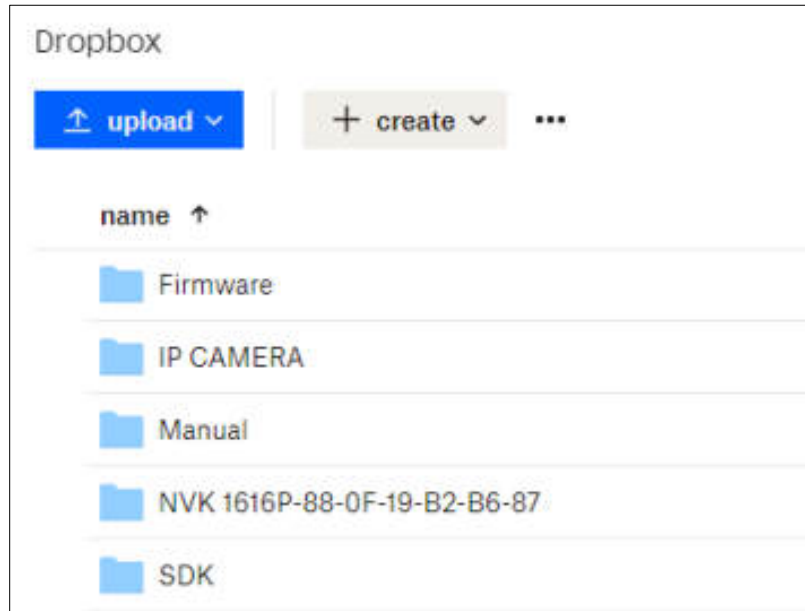 Dropbox
upload
+ create
name
Firmware
IP CAMERA
Manual
NVK 1616P-88-0F-19-B2-B6-87
SDK